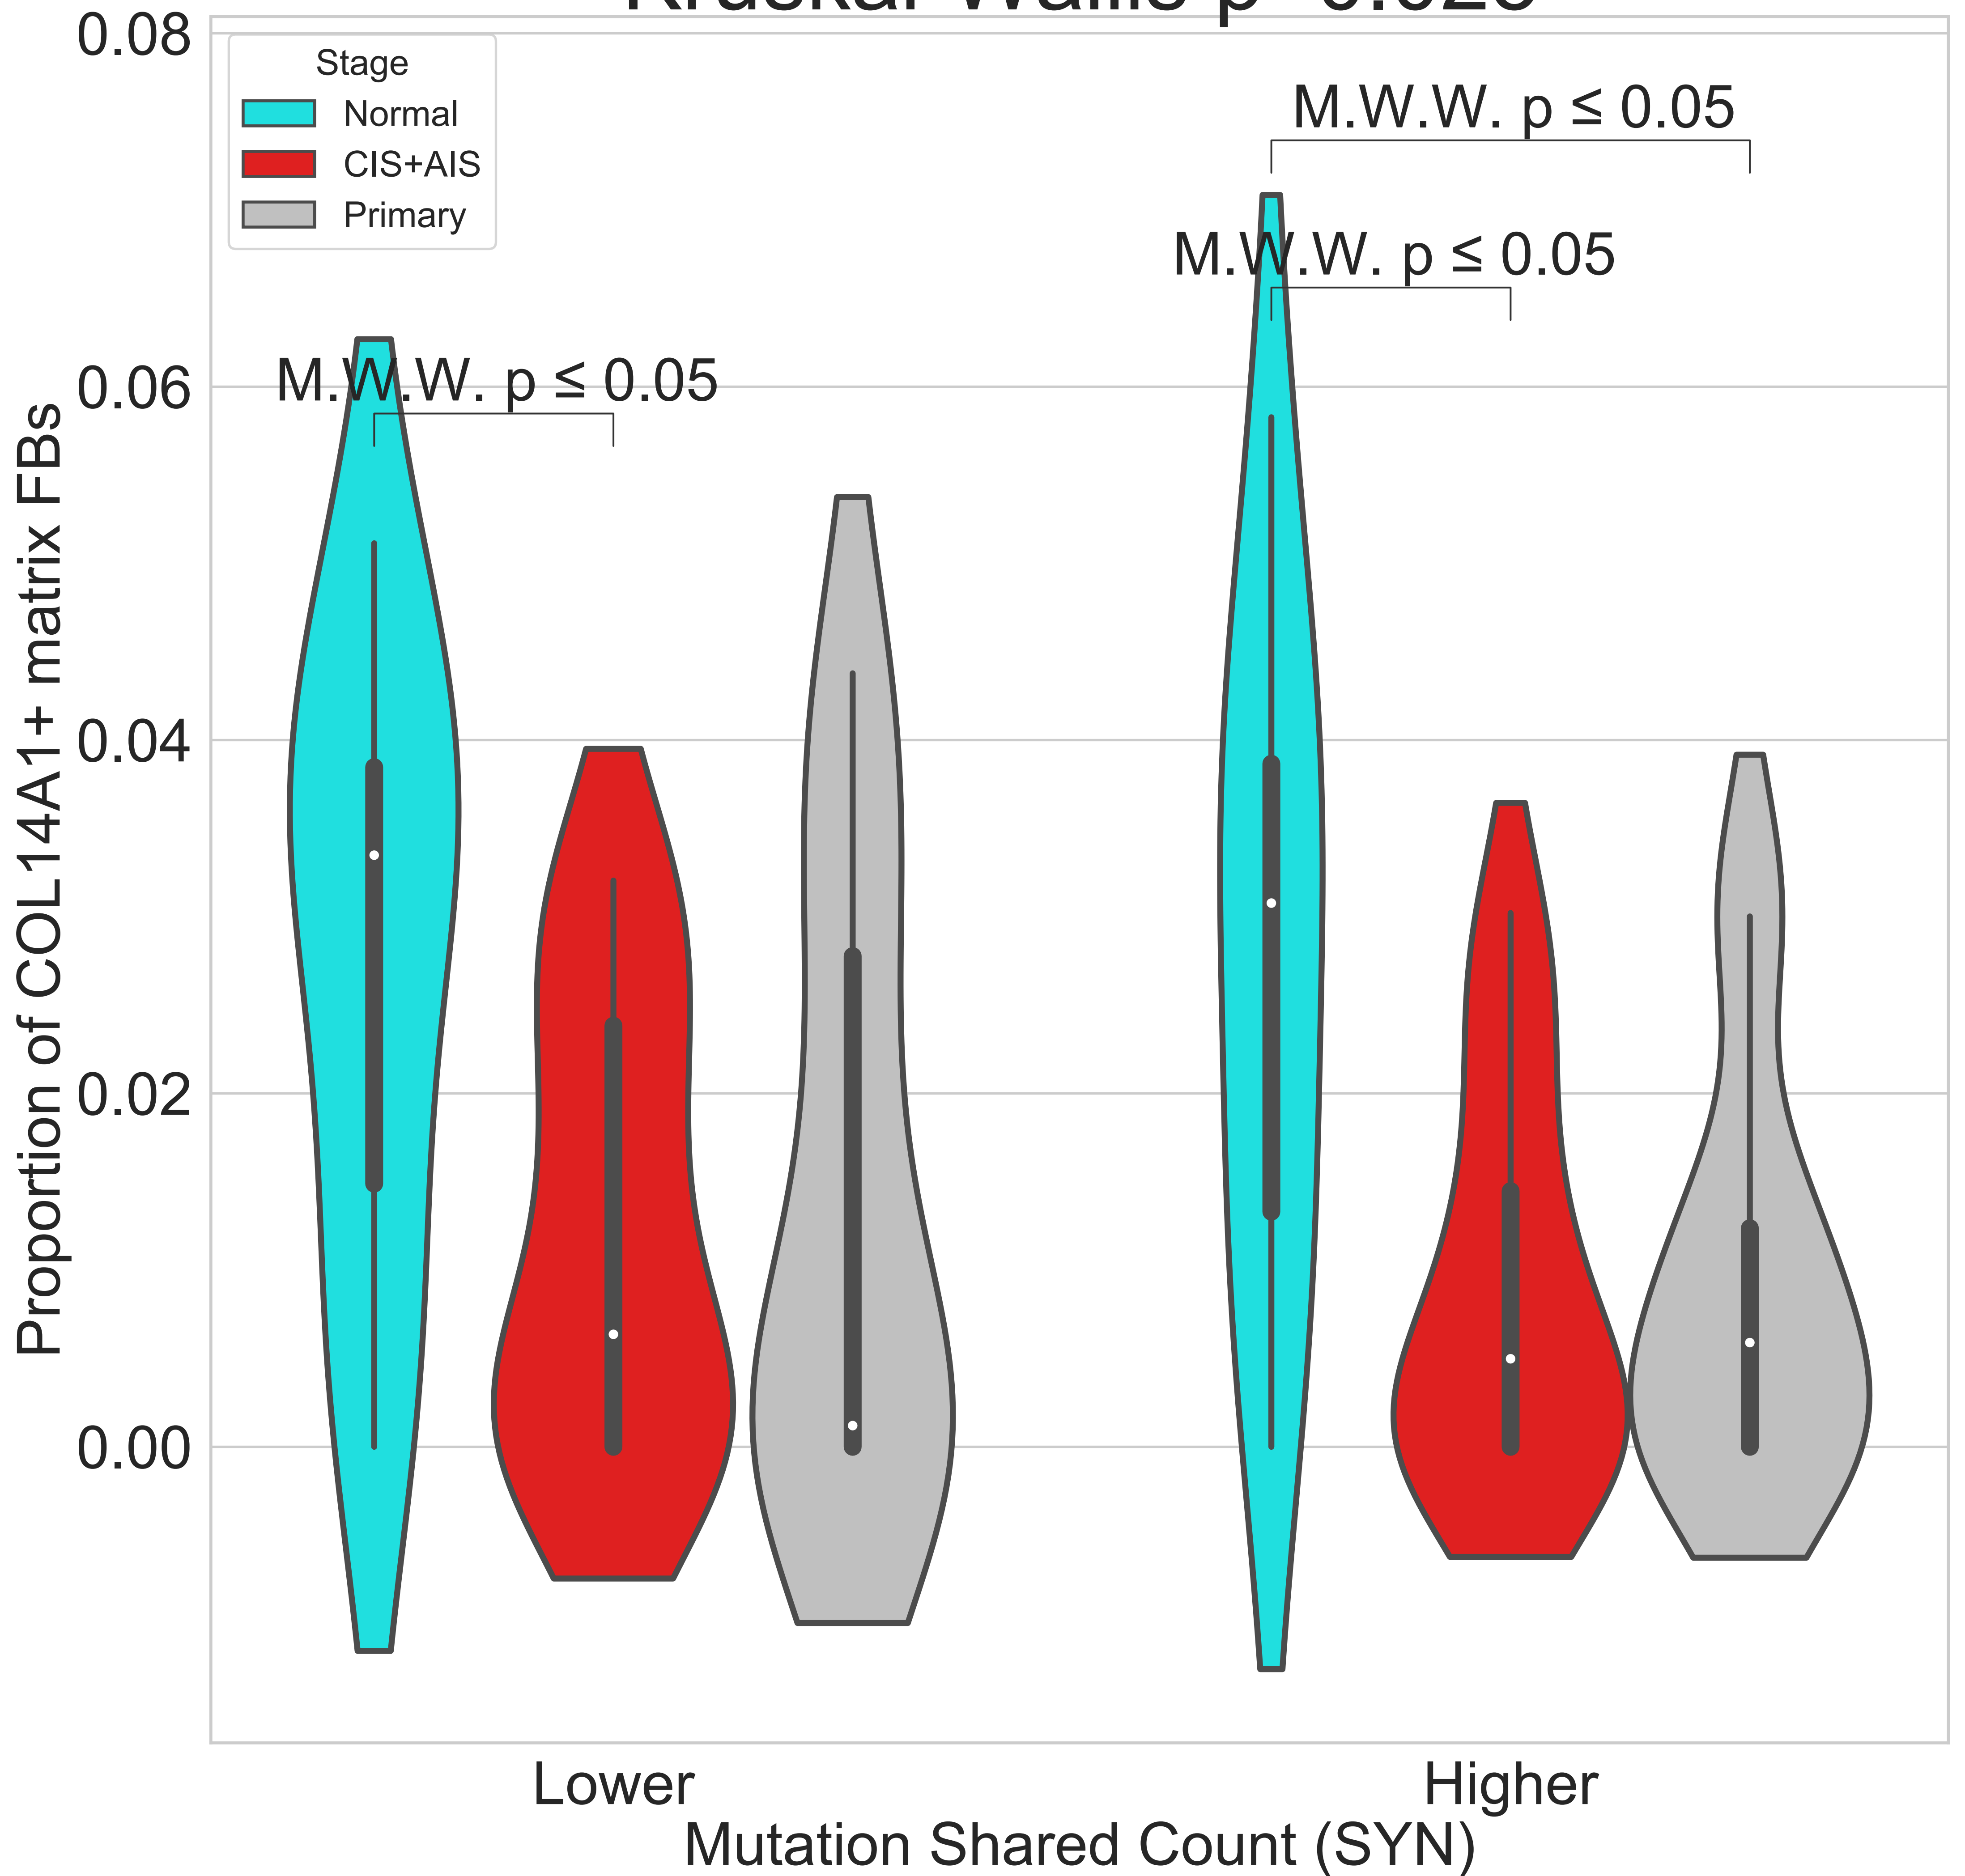 0.08
0.06
0.04
0.02
0.00
Proportion of COL14A1+ matrix FBs
Stage
Normal
CIS+AIS
Primary
M.W.W. p ≤ 0.05
M.W.W. p ≤ 0.05
M.W.W. p ≤ 0.05
Lower
Higher
Mutation Shared Count (SYN)